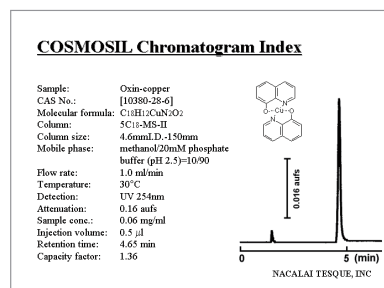 COSMOSIL Chromatogram Index
Sample: Oxin-copper
CAS No.: [10380-28-6]
Molecular formula: C18H12CuN2O2
Column: 5C18-MS-II
Column size: 4.6mmI.D.-150mm
Mobile phase: methanol/20mM phosphate
buffer (pH 2.5)=10/90
Flow rate: 1.0 ml/min
Temperature: 30°C
Detection: UV 254nm
Attenuation: 0.16 aufs
Sample conc.: 0.06 mg/ml
Injection volume: 0.5 µl
Retention time: 4.65 min
Capacity factor: 1.36
N
O--Cu--O
N
0.016 aufs
0 5 (min)
NACALAI TESQUE, INC